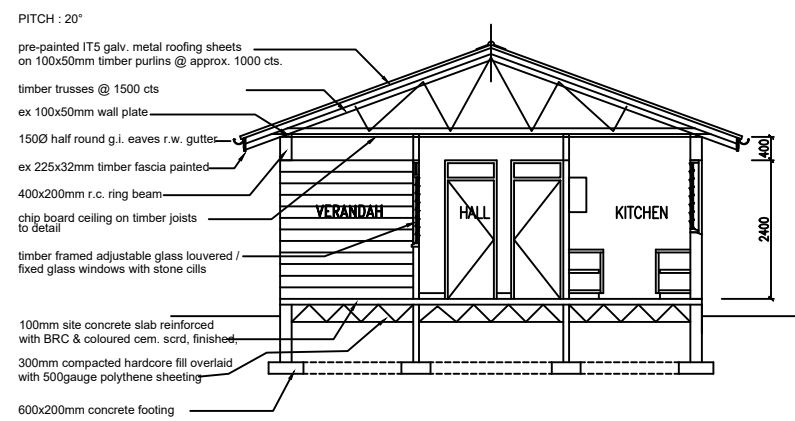 PITCH : 20°
pre-painted IT5 galv. metal roofing sheets
on 100x50mm timber purlins @ approx. 1000 cts.
timber trusses @ 1500 cts
ex 100x50mm wall plate
150Ø half round g.i. eaves r.w. gutter
ex 225x32mm timber fascia painted
400x200mm r.c. ring beam
chip board ceiling on timber joists
to detail
timber framed adjustable glass louvered /
fixed glass windows with stone cills
100mm site concrete slab reinforced
with BRC & coloured cem. scrd, finished,
300mm compacted hardcore fill overlaid
with 500gauge polythene sheeting
600x200mm concrete footing
VERANDAH
HALL
KITCHEN
400
2400